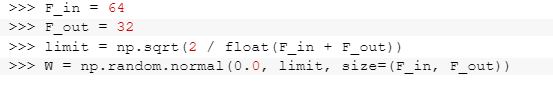 >>> F_in = 64
>>> F_out = 32
>>> limit = np.sqrt(2 / float(F_in + F_out))
>>> W = np.random.normal(0.0, limit, size=(F_in, F_out))